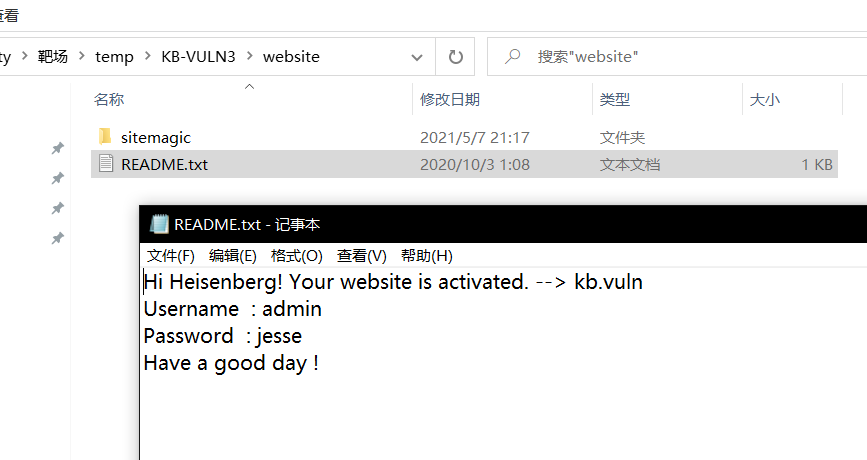 查看
ty > 靶场 > temp > KB-VULN3 > website
搜索"website"
名称 修改日期 类型 大小
sitemagic 2021/5/7 21:17 文件夹
README.txt 2020/10/3 1:08 文本文档 1 KB
README.txt - 记事本
文件(F) 编辑(E) 格式(O) 查看(V) 帮助(H)
Hi Heisenberg! Your website is activated. --> kb.vuln
Username  : admin
Password  : jesse
Have a good day !